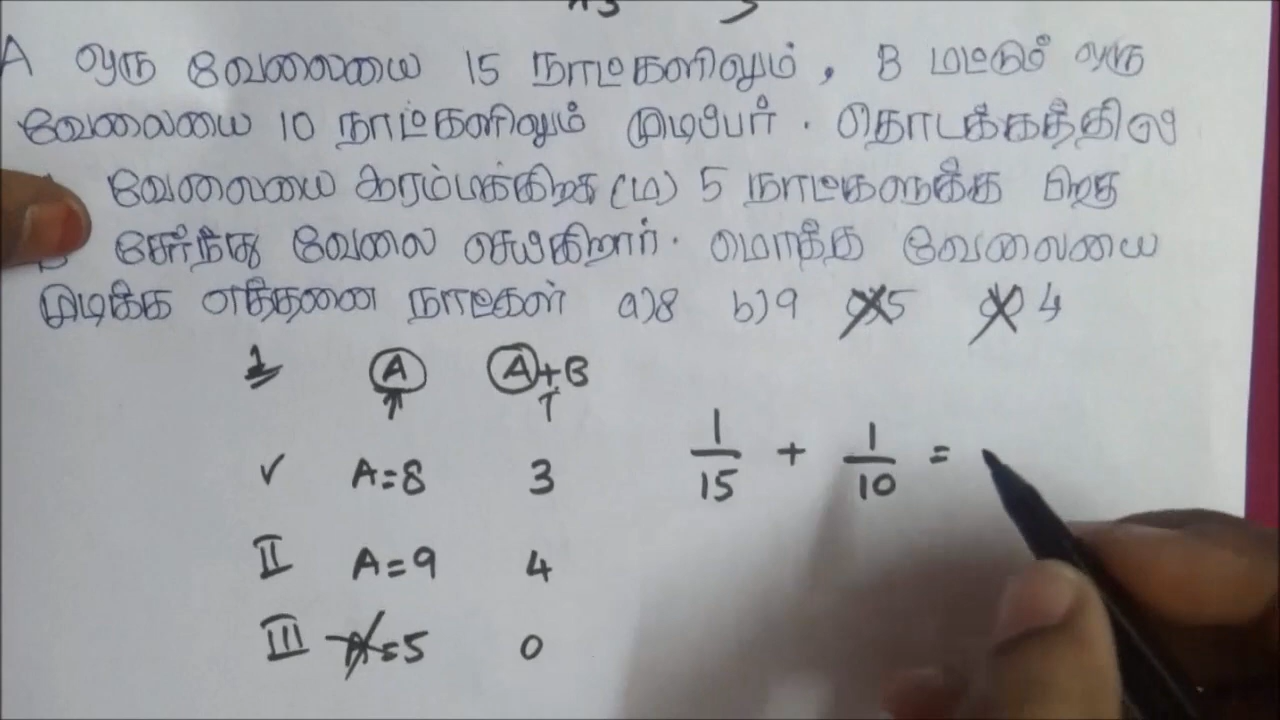 A ஒரு வேலையை 15 நாட்களிலும் , B மட்டும் ஒரு
வேலையை 10 நாட்களிலும் முடிப்பர் . தொடக்கத்தில்
வேலையை ஆரம்பிக்கிறது (ம) 5 நாட்களுக்கு பிறகு
சேர்ந்து வேலை செய்கிறார். மொத்த வேலையை
முடிக்க எத்தனை நாட்கள் a)8 b)9 c)5 d) 4
1 A A+B
A=8 3 1/15 + 1/10 =
II A=9 4
III A=5 0